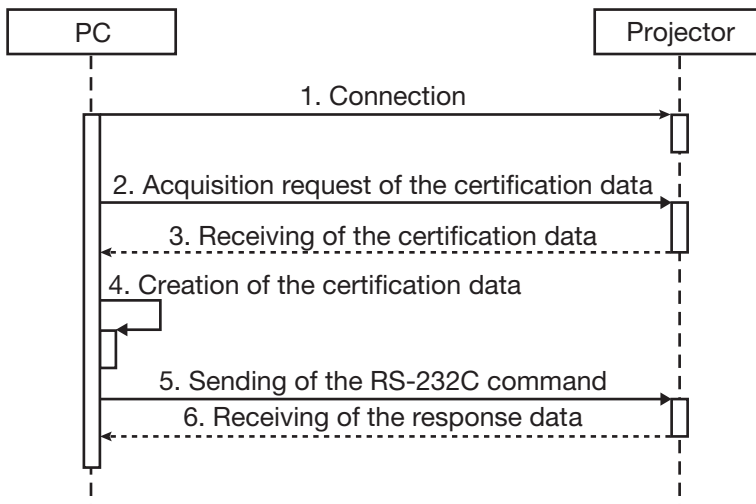 PC
Projector
1. Connection
2. Acquisition request of the certification data
3. Receiving of the certification data
4. Creation of the certification data
5. Sending of the RS-232C command
6. Receiving of the response data